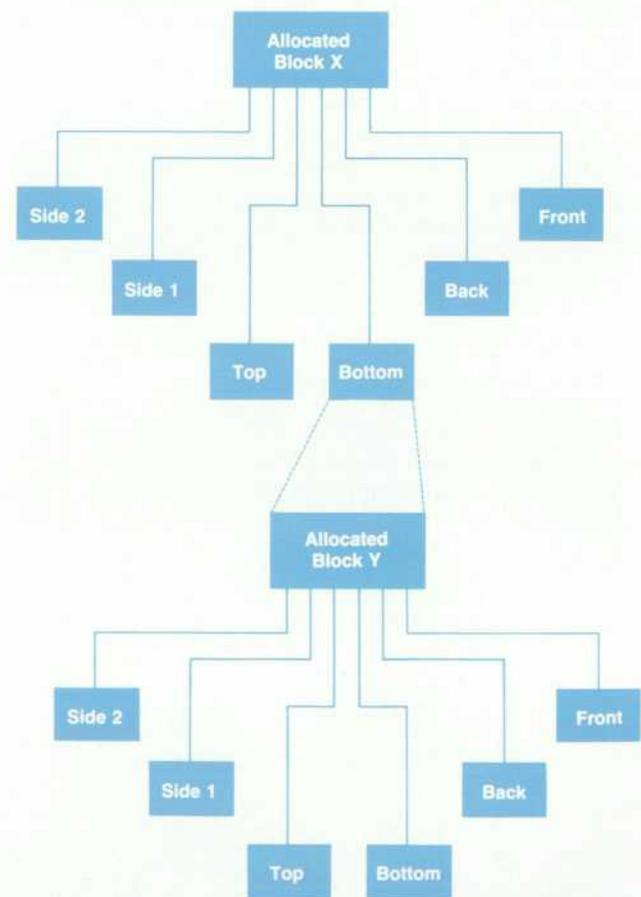 Allocated
Block X
Side 2
Front
Side 1
Back
Top
Bottom
Allocated
Block Y
Side 2
Front
Side 1
Back
Top
Bottom